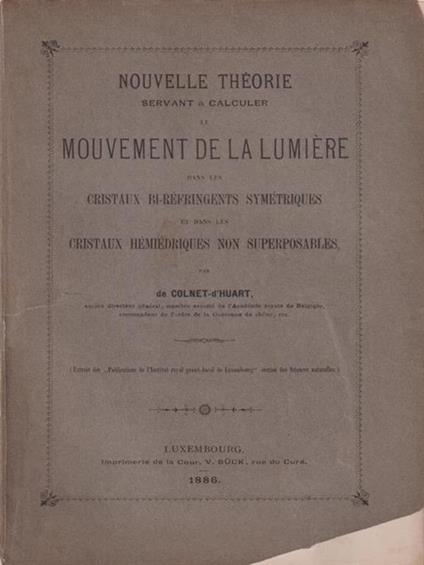 NOUVELLE THÉORIE
SERVANT à CALCULER
LE
MOUVEMENT DE LA LUMIÈRE
DANS LES
CRISTAUX BI-RÉFRINGENTS SYMÉTRIQUES
ET DANS LES
CRISTAUX HÉMIÉDRIQUES NON SUPERPOSABLES,
PAR
de COLNET-d'HUART,
ancien directeur général, membre associé de l'Académie royale de Belgique,
commandeur de l'ordre de la Couronne de chêne, etc.
(Extrait des „Publications de l'Institut royal grand-ducal de Luxembourg“ section des Sciences naturelles.)
LUXEMBOURG.
Imprimerie de la Cour, V. BÜCK, rue du Curé.
1886.